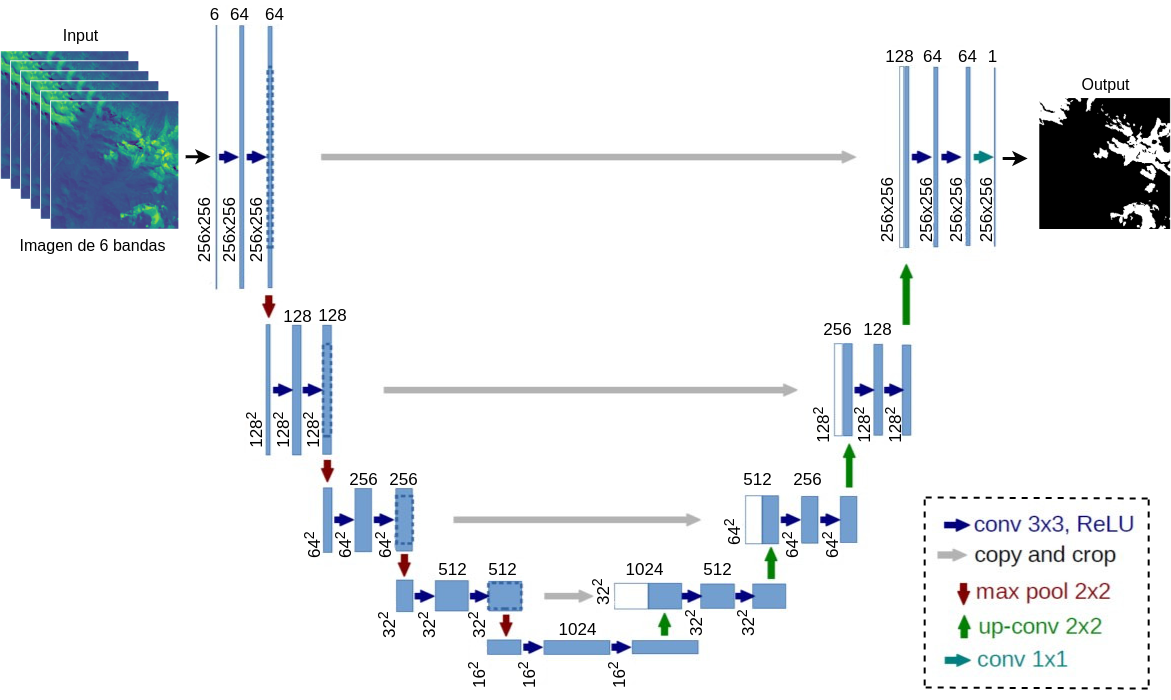 Input
Imagen de 6 bandas
6 64 64
256x256 256x256 256x256
128 128
128² 128² 128²
256 256
64² 64² 64²
512 512
32² 32² 32²
1024
16² 16² 16²
1024 512
32² 32² 32²
512 256
64² 64² 64²
256 128
128² 128² 128²
128 64 64 1
256x256 256x256 256x256 256x256
Output
conv 3x3, ReLU
copy and crop
max pool 2x2
up-conv 2x2
conv 1x1